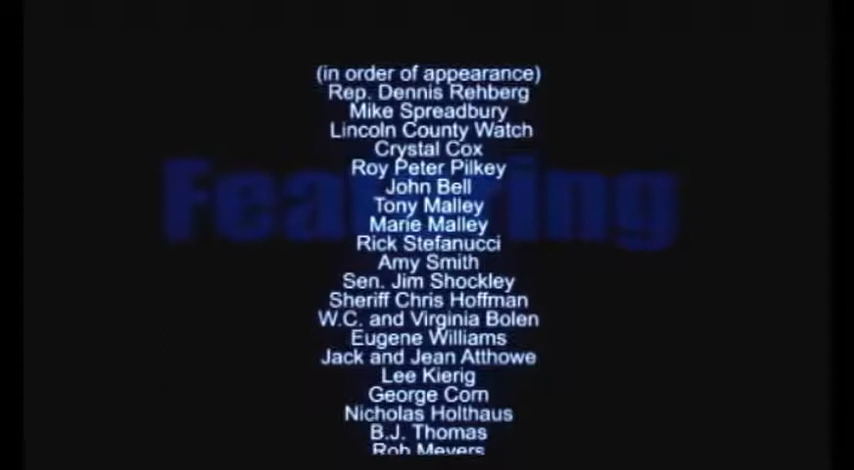 Featuring
(in order of appearance)
Rep. Dennis Rehberg
Mike Spreadbury
Lincoln County Watch
Crystal Cox
Roy Peter Pilkey
John Bell
Tony Malley
Marie Malley
Rick Stefanucci
Amy Smith
Sen. Jim Shockley
Sheriff Chris Hoffman
W.C. and Virginia Bolen
Eugene Williams
Jack and Jean Atthowe
Lee Kierig
George Corn
Nicholas Holthaus
B.J. Thomas
Rob Meyers